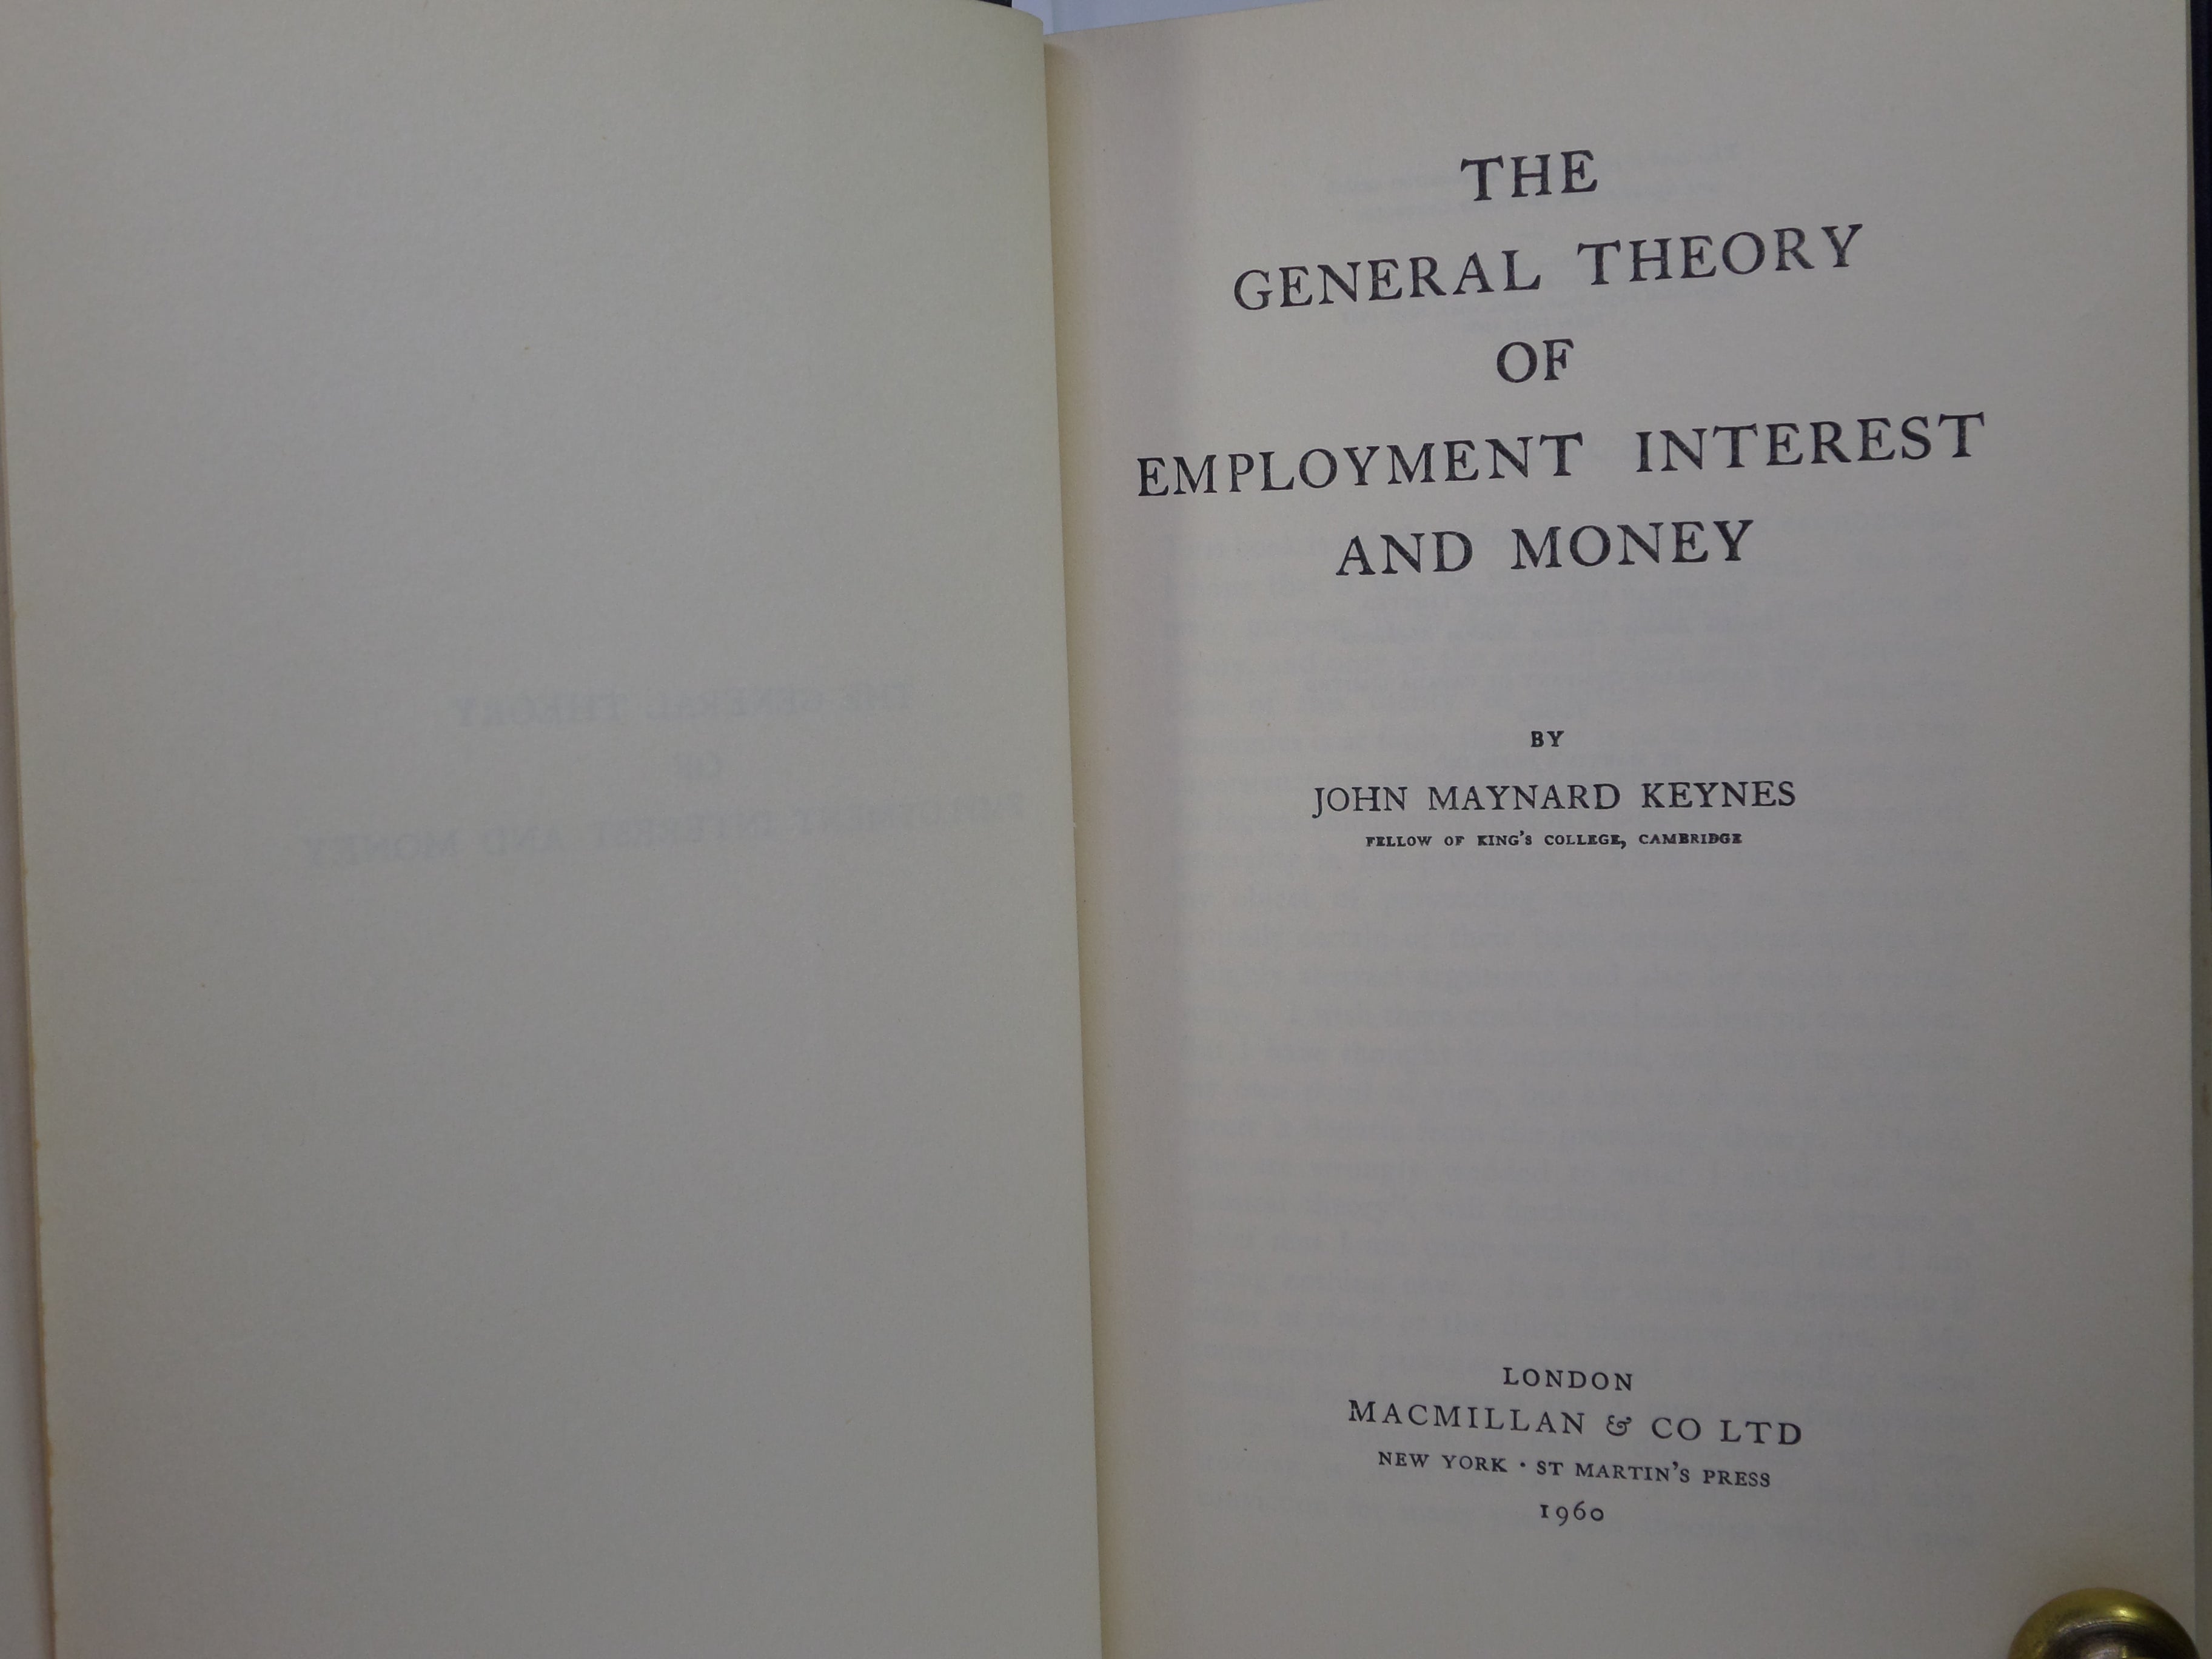 THE
GENERAL THEORY
OF
EMPLOYMENT INTEREST
AND MONEY
BY
JOHN MAYNARD KEYNES
FELLOW OF KING'S COLLEGE, CAMBRIDGE
LONDON
MACMILLAN & CO LTD
NEW YORK • ST MARTIN'S PRESS
1960